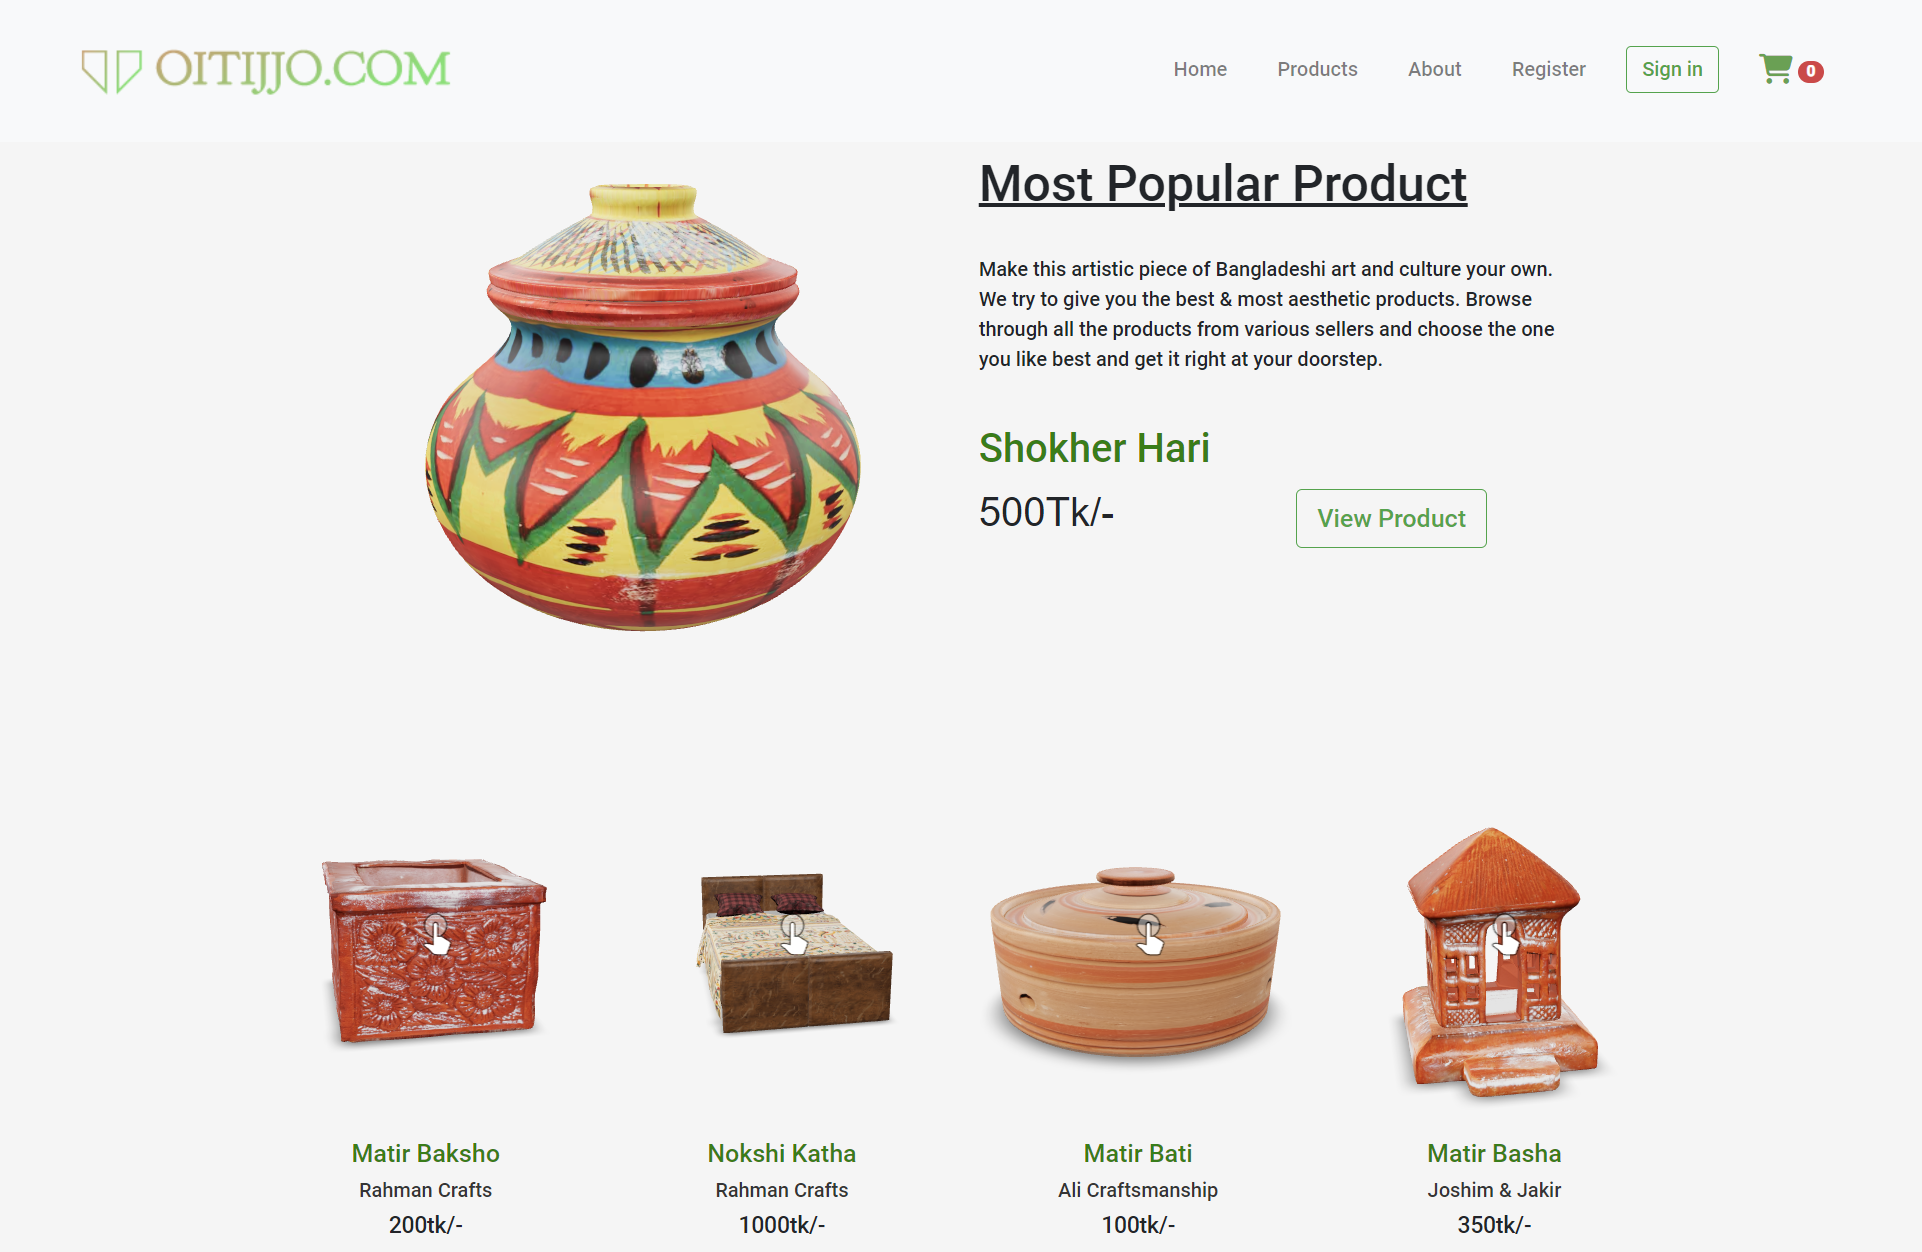 OITIJJO.COM
Home
Products
About
Register
Sign in
0
Most Popular Product
Make this artistic piece of Bangladeshi art and culture your own.
We try to give you the best & most aesthetic products. Browse
through all the products from various sellers and choose the one
you like best and get it right at your doorstep.
Shokher Hari
500Tk/-
View Product
Matir Baksho
Rahman Crafts
200tk/-
Nokshi Katha
Rahman Crafts
1000tk/-
Matir Bati
Ali Craftsmanship
100tk/-
Matir Basha
Joshim & Jakir
350tk/-